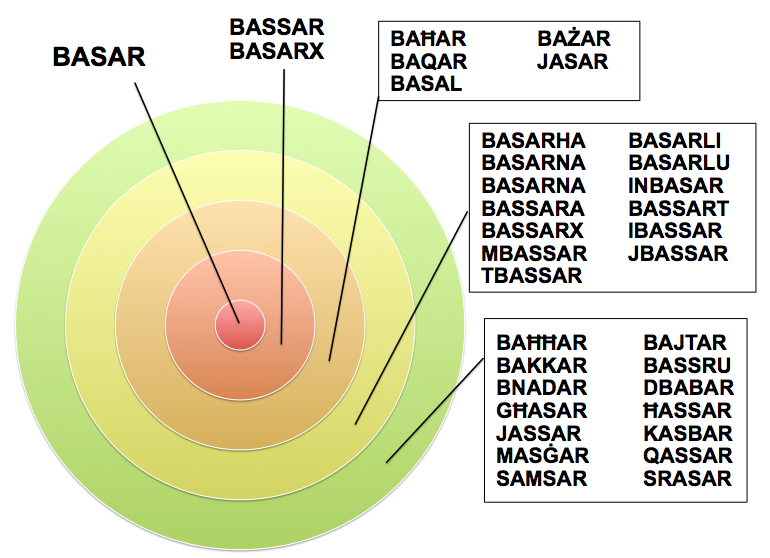 BASAR
BASSAR
BASARX
BAĦAR BAŻAR
BAQAR JASAR
BASAL
BASARHA BASARLI
BASARNA BASARLU
BASARNA INBASAR
BASSARA BASSART
BASSARX IBASSAR
MBASSAR JBASSAR
TBASSAR
BAĦĦAR BAJTAR
BAKKAR BASSRU
BNADAR DBABAR
GĦASAR ĦASSAR
JASSAR KASBAR
MASĠAR QASSAR
SAMSAR SRASAR